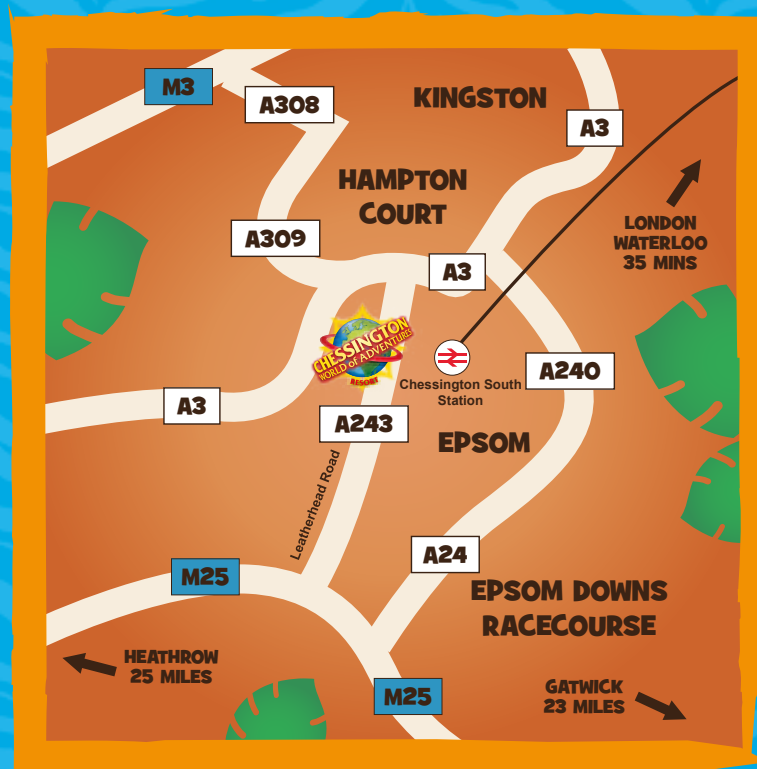 M3
A308
KINGSTON
A3
HAMPTON
COURT
A309
LONDON
WATERLOO
35 MINS
A3
CHESSINGTON
WORLD of ADVENTURES
RESORT
Chessington South
Station
A240
A3
A243
EPSOM
Leatherhead Road
A24
M25
EPSOM DOWNS
RACECOURSE
HEATHROW
25 MILES
GATWICK
23 MILES
M25